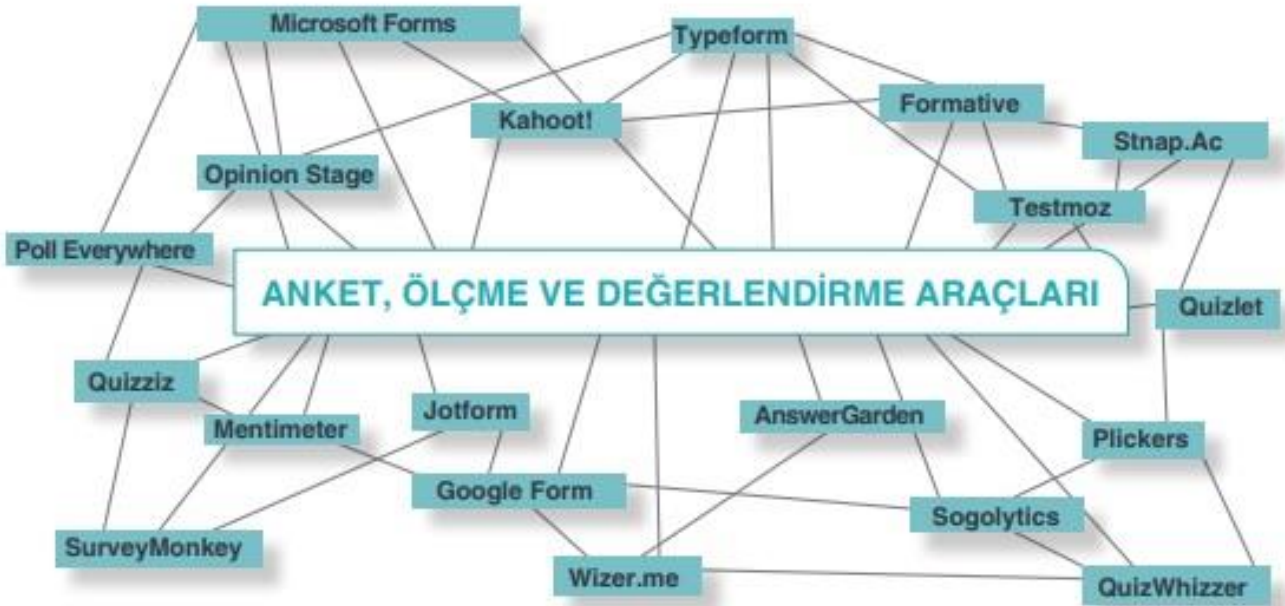 Microsoft Forms
Typeform
Kahoot!
Formative
Stnap.Ac
Opinion Stage
Testmoz
Poll Everywhere
ANKET, ÖLÇME VE DEĞERLENDİRME ARAÇLARI
Quizlet
Quizziz
Mentimeter
Jotform
AnswerGarden
Plickers
Google Form
Sogolytics
SurveyMonkey
Wizer.me
QuizWhizzer